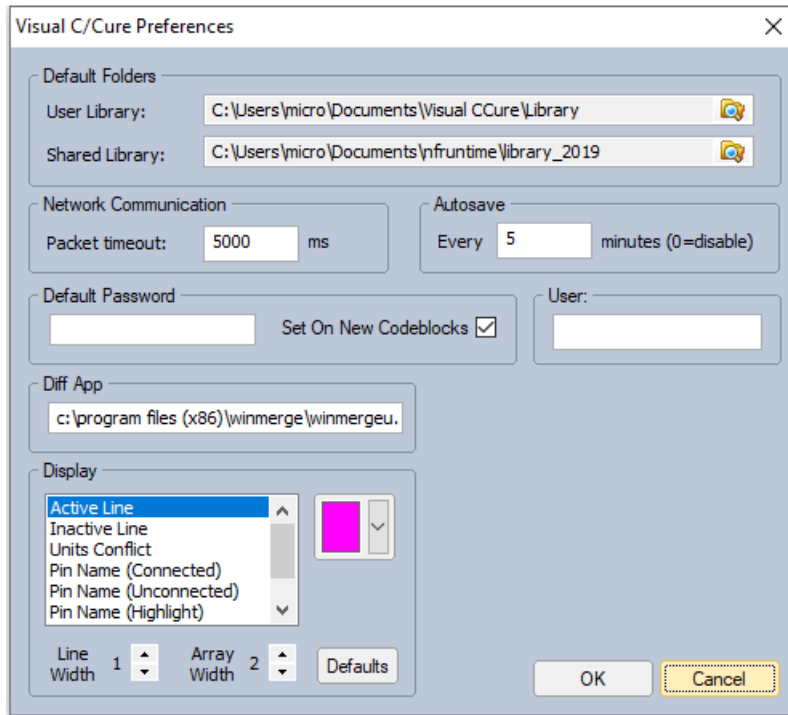 Visual C/Cure Preferences
Default Folders
User Library: C:\Users\micro\Documents\Visual CCure\Library
Shared Library: C:\Users\micro\Documents\nfruntime\library_2019
Network Communication
Packet timeout: 5000 ms
Autosave
Every 5 minutes (0=disable)
Default Password
Set On New Codeblocks
User:
Diff App
c:\program files (x86)\winmerge\winmergeu.
Display
Active Line
Inactive Line
Units Conflict
Pin Name (Connected)
Pin Name (Unconnected)
Pin Name (Highlight)
Line Width 1
Array Width 2
Defaults
OK
Cancel